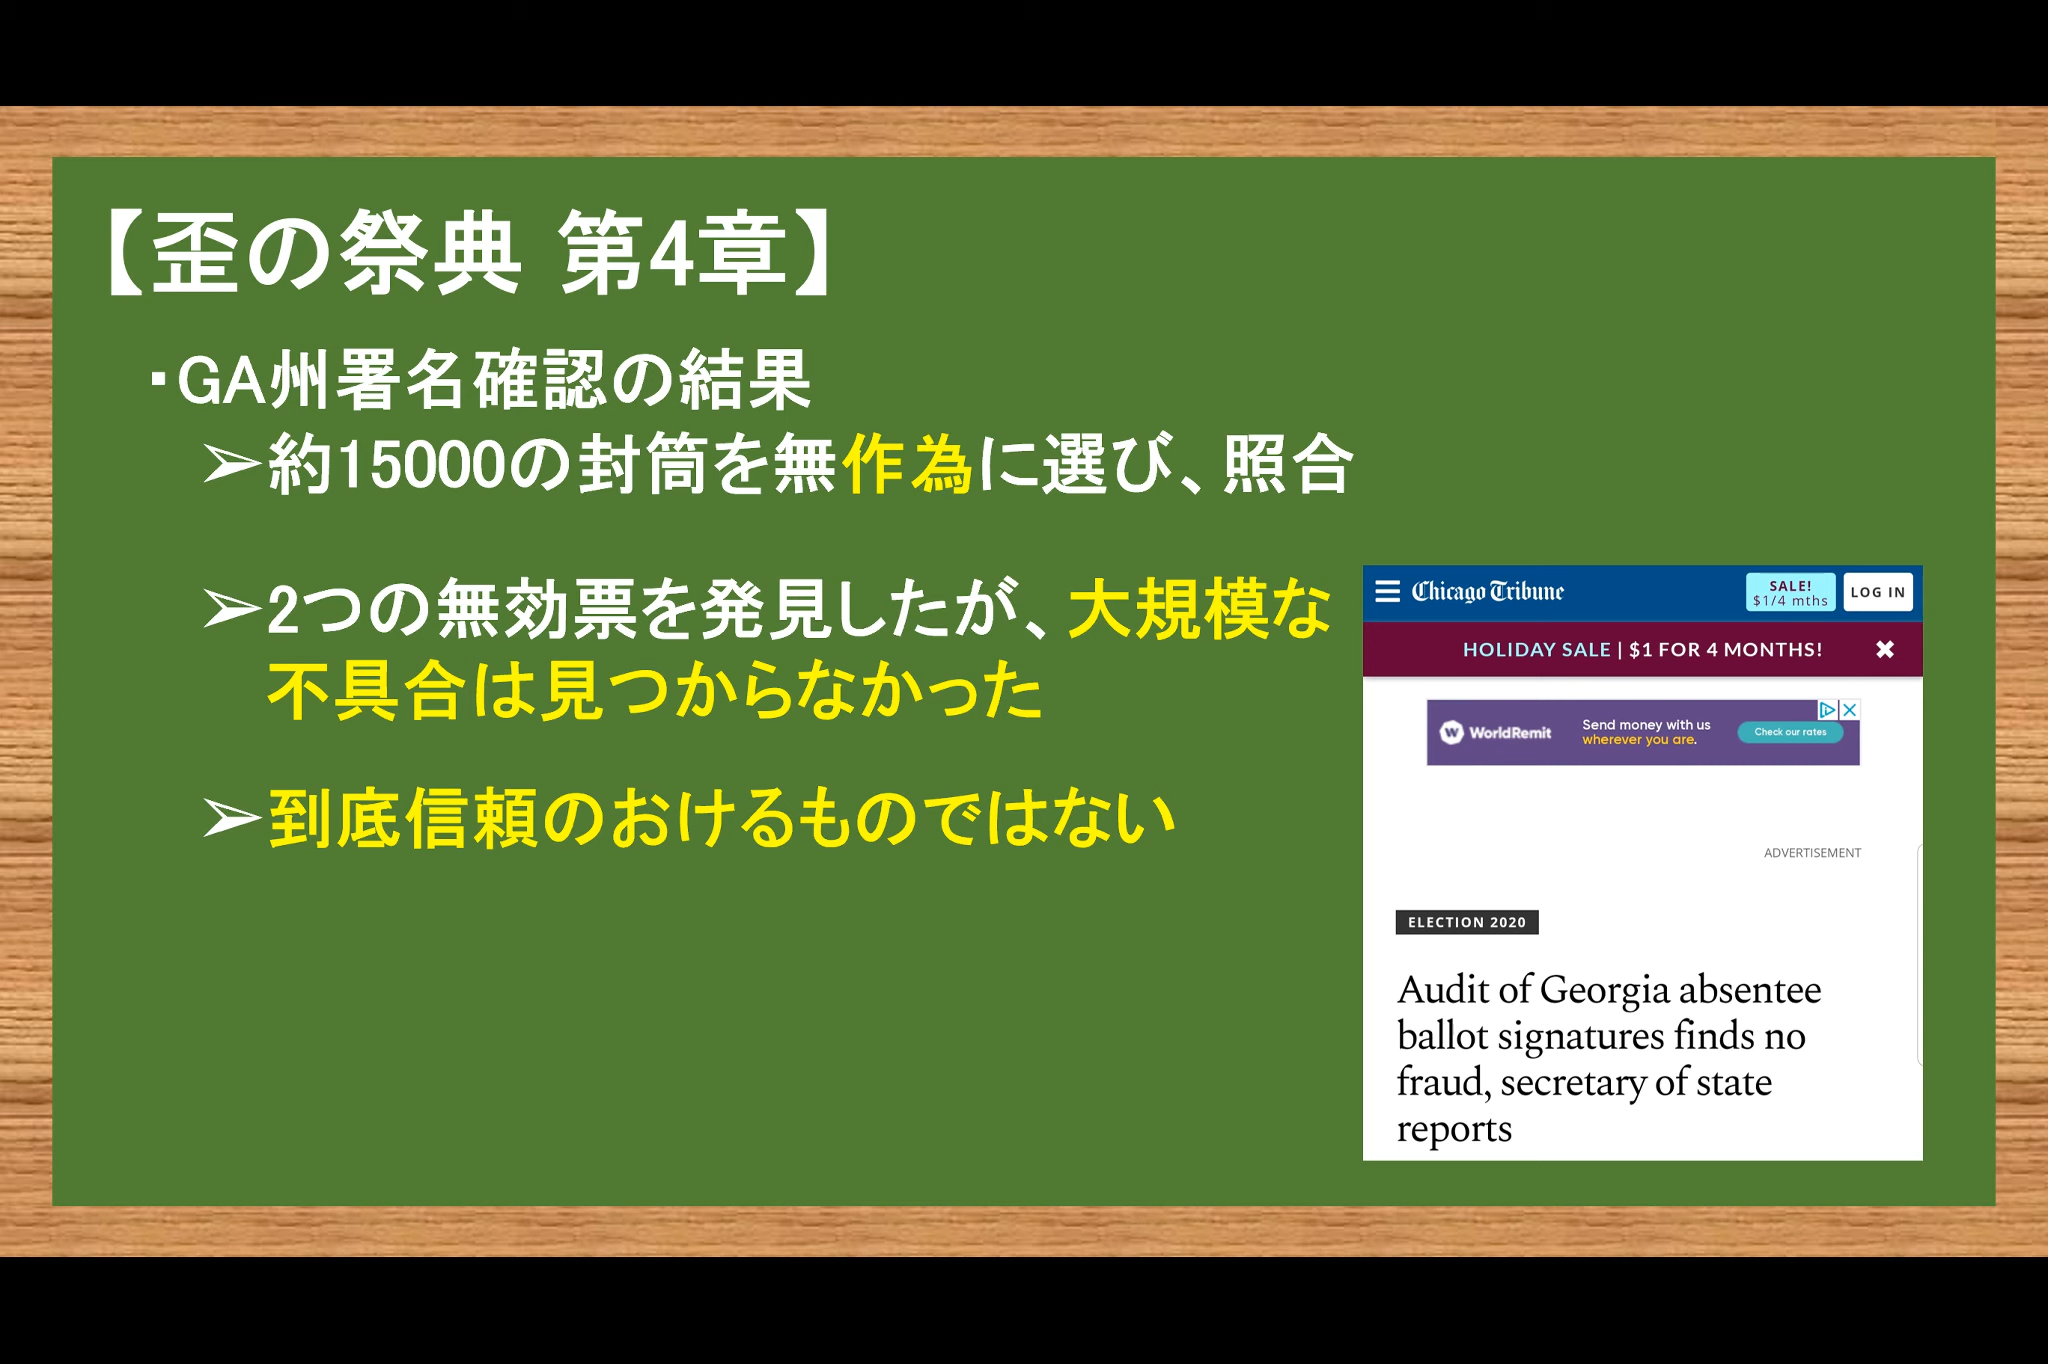 【歪の祭典 第4章】
・GA州署名確認の結果
➢約15000の封筒を無作為に選び、照合
➢2つの無効票を発見したが、大規模な
不具合は見つからなかった
➢到底信頼のおけるものではない
Chicago Tribune
SALE!
$1/4 mths
LOG IN
HOLIDAY SALE | $1 FOR 4 MONTHS!
WorldRemit
Send money with us
wherever you are.
Check our rates
ADVERTISEMENT
ELECTION 2020
Audit of Georgia absentee
ballot signatures finds no
fraud, secretary of state
reports